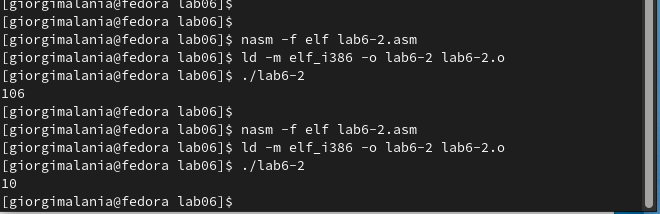 [giorgimalania@fedora lab06]$
[giorgimalania@fedora lab06]$
[giorgimalania@fedora lab06]$ nasm -f elf lab6-2.asm
[giorgimalania@fedora lab06]$ ld -m elf_i386 -o lab6-2 lab6-2.o
[giorgimalania@fedora lab06]$ ./lab6-2
106
[giorgimalania@fedora lab06]$
[giorgimalania@fedora lab06]$ nasm -f elf lab6-2.asm
[giorgimalania@fedora lab06]$ ld -m elf_i386 -o lab6-2 lab6-2.o
[giorgimalania@fedora lab06]$ ./lab6-2
10
[giorgimalania@fedora lab06]$